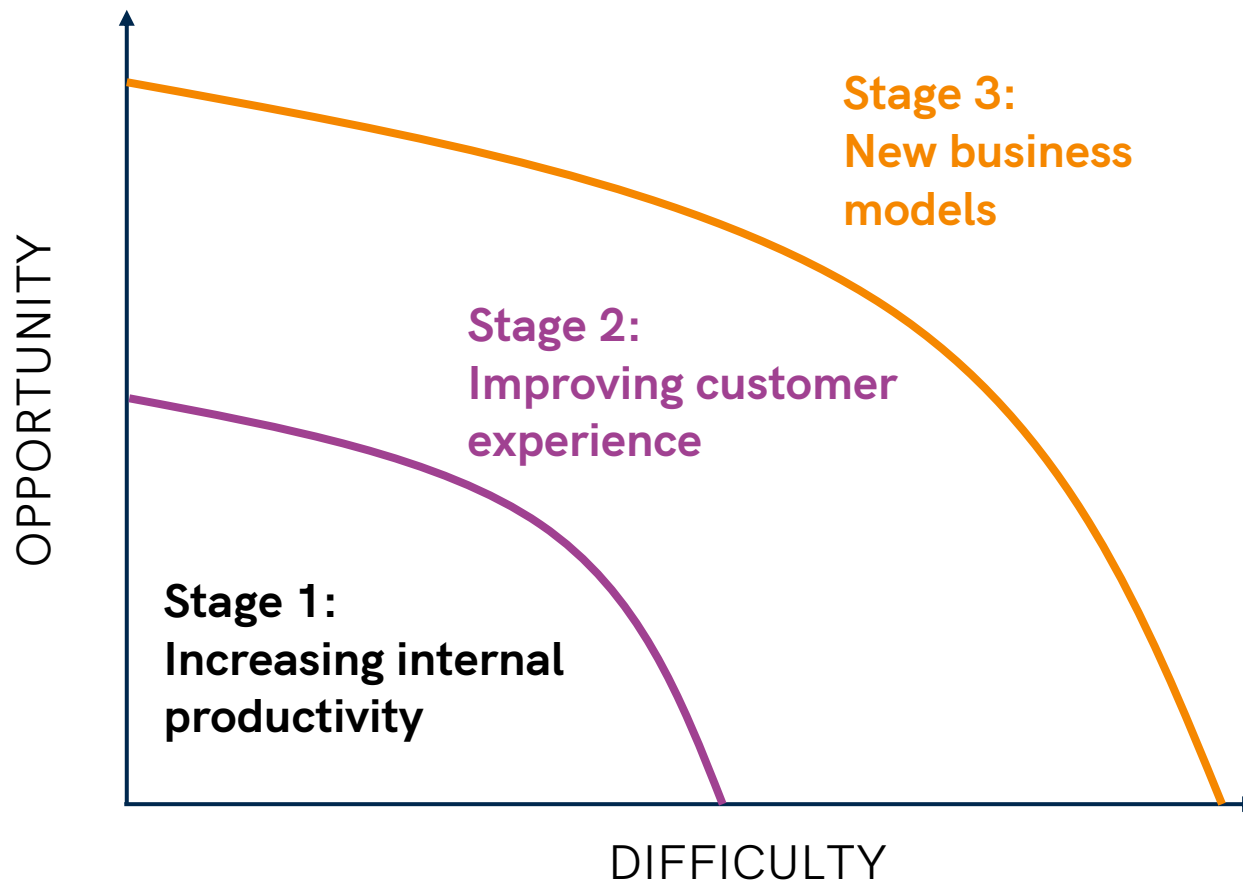 OPPORTUNITY
Stage 3:
New business
models
Stage 2:
Improving customer
experience
Stage 1:
Increasing internal
productivity
DIFFICULTY